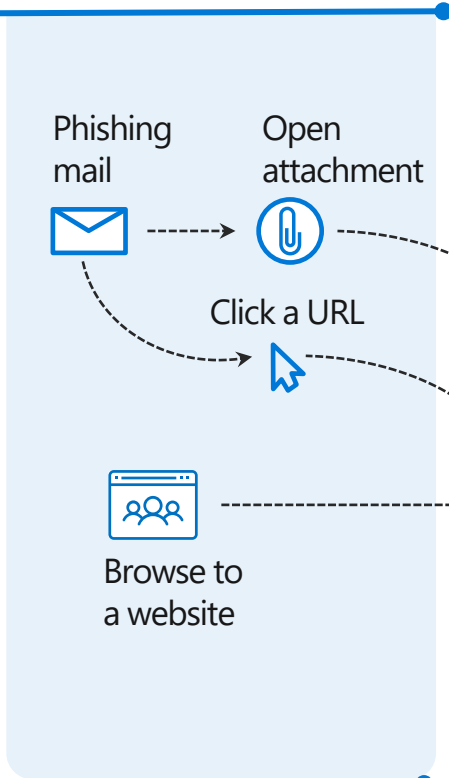 Phishing
mail
Open
attachment
Click a URL
Browse to
a website